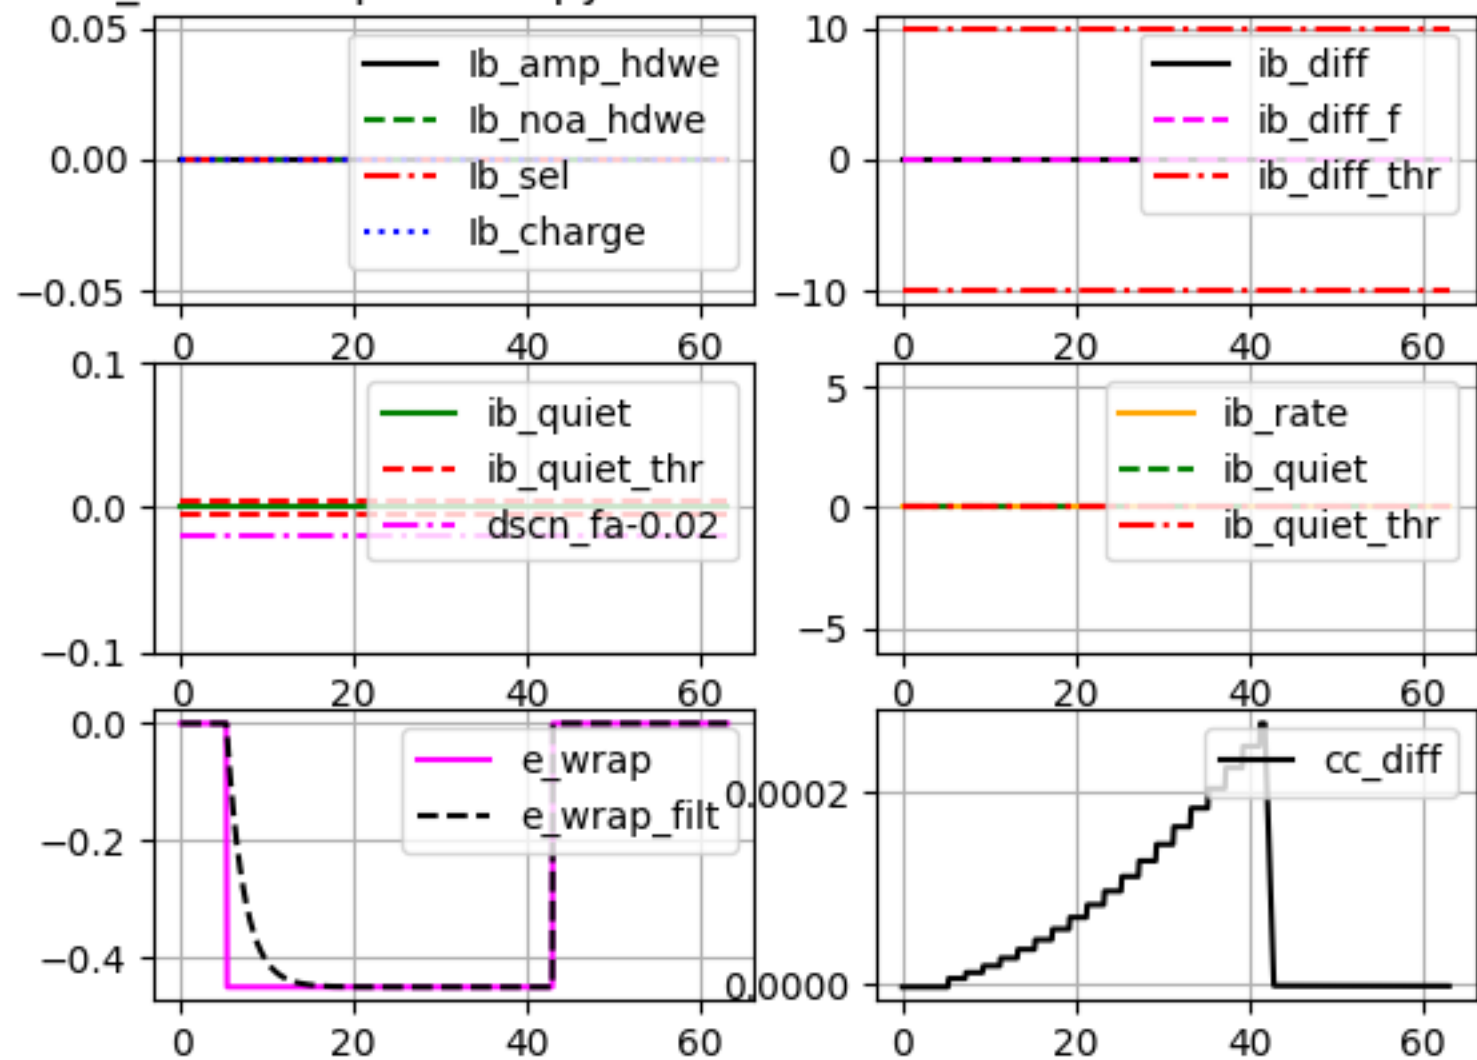 0.05
Ib_amp_hdwe
Ib_noa_hdwe
0.00
Ib_sel
Ib_charge
−0.05
0 20 40 60
10
ib_diff
ib_diff_f
0
ib_diff_thr
−10
0 20 40 60
0.1
ib_quiet
ib_quiet_thr
0.0
dscn_fa-0.02
−0.1
0 20 40 60
5
ib_rate
ib_quiet
0
ib_quiet_thr
−5
0 20 40 60
0.0
e_wrap
e_wrap_filt
−0.2
−0.4
0 20 40 60
cc_diff
0.0002
0.0000
0 20 40 60